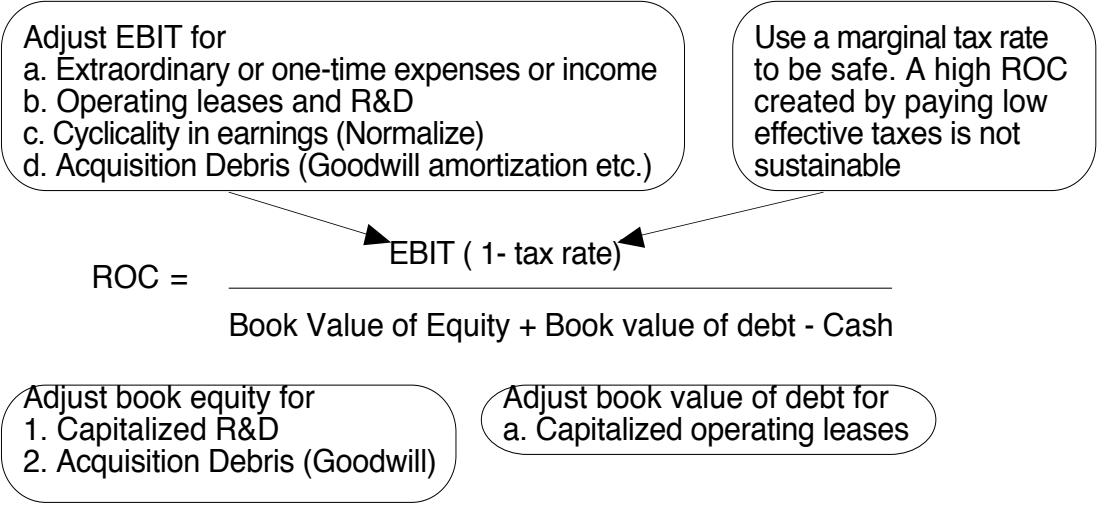 Adjust EBIT for
a. Extraordinary or one-time expenses or income
b. Operating leases and R&D
c. Cyclicality in earnings (Normalize)
d. Acquisition Debris (Goodwill amortization etc.)
Use a marginal tax rate
to be safe. A high ROC
created by paying low
effective taxes is not
sustainable
EBIT ( 1- tax rate)
ROC =
Book Value of Equity + Book value of debt - Cash
Adjust book equity for
1. Capitalized R&D
2. Acquisition Debris (Goodwill)
Adjust book value of debt for
a. Capitalized operating leases